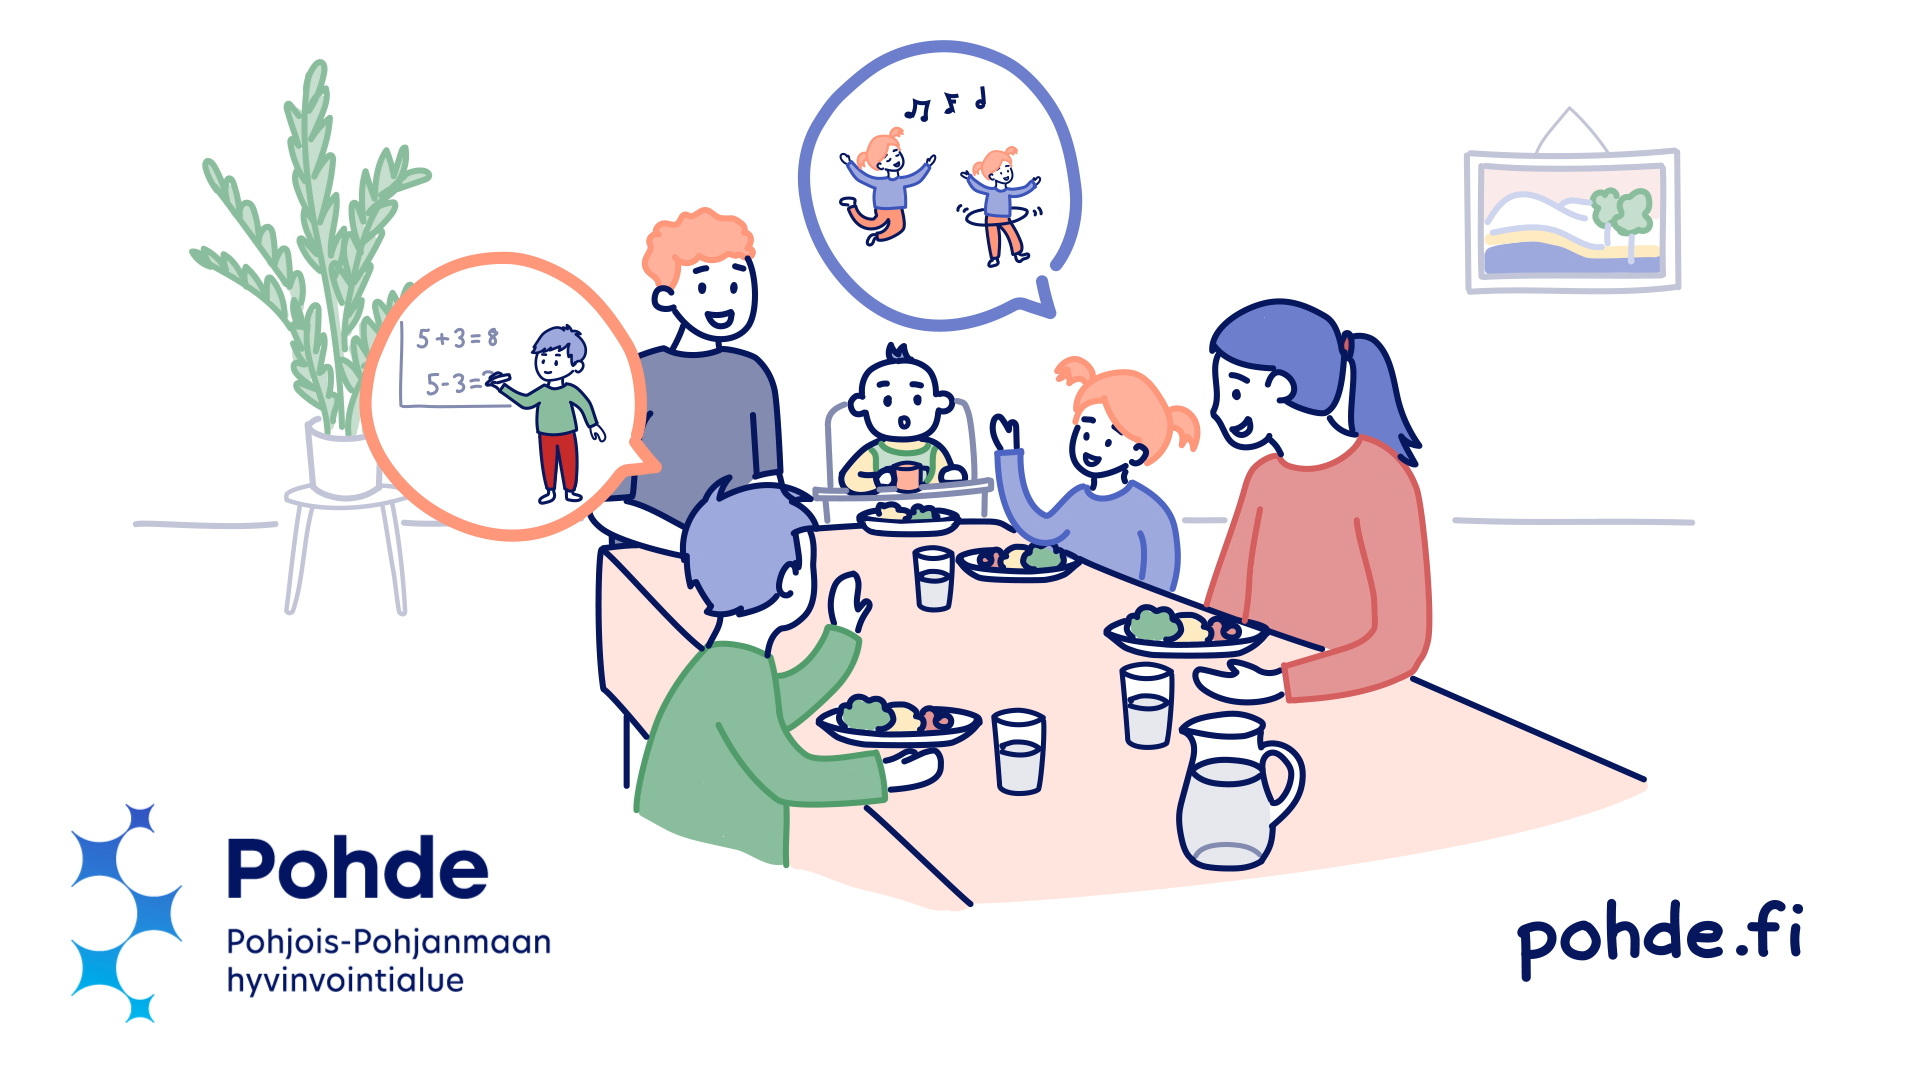 5+3=8
5-3=?
Pohde
Pohjois-Pohjanmaan
hyvinvointialue
pohde.fi